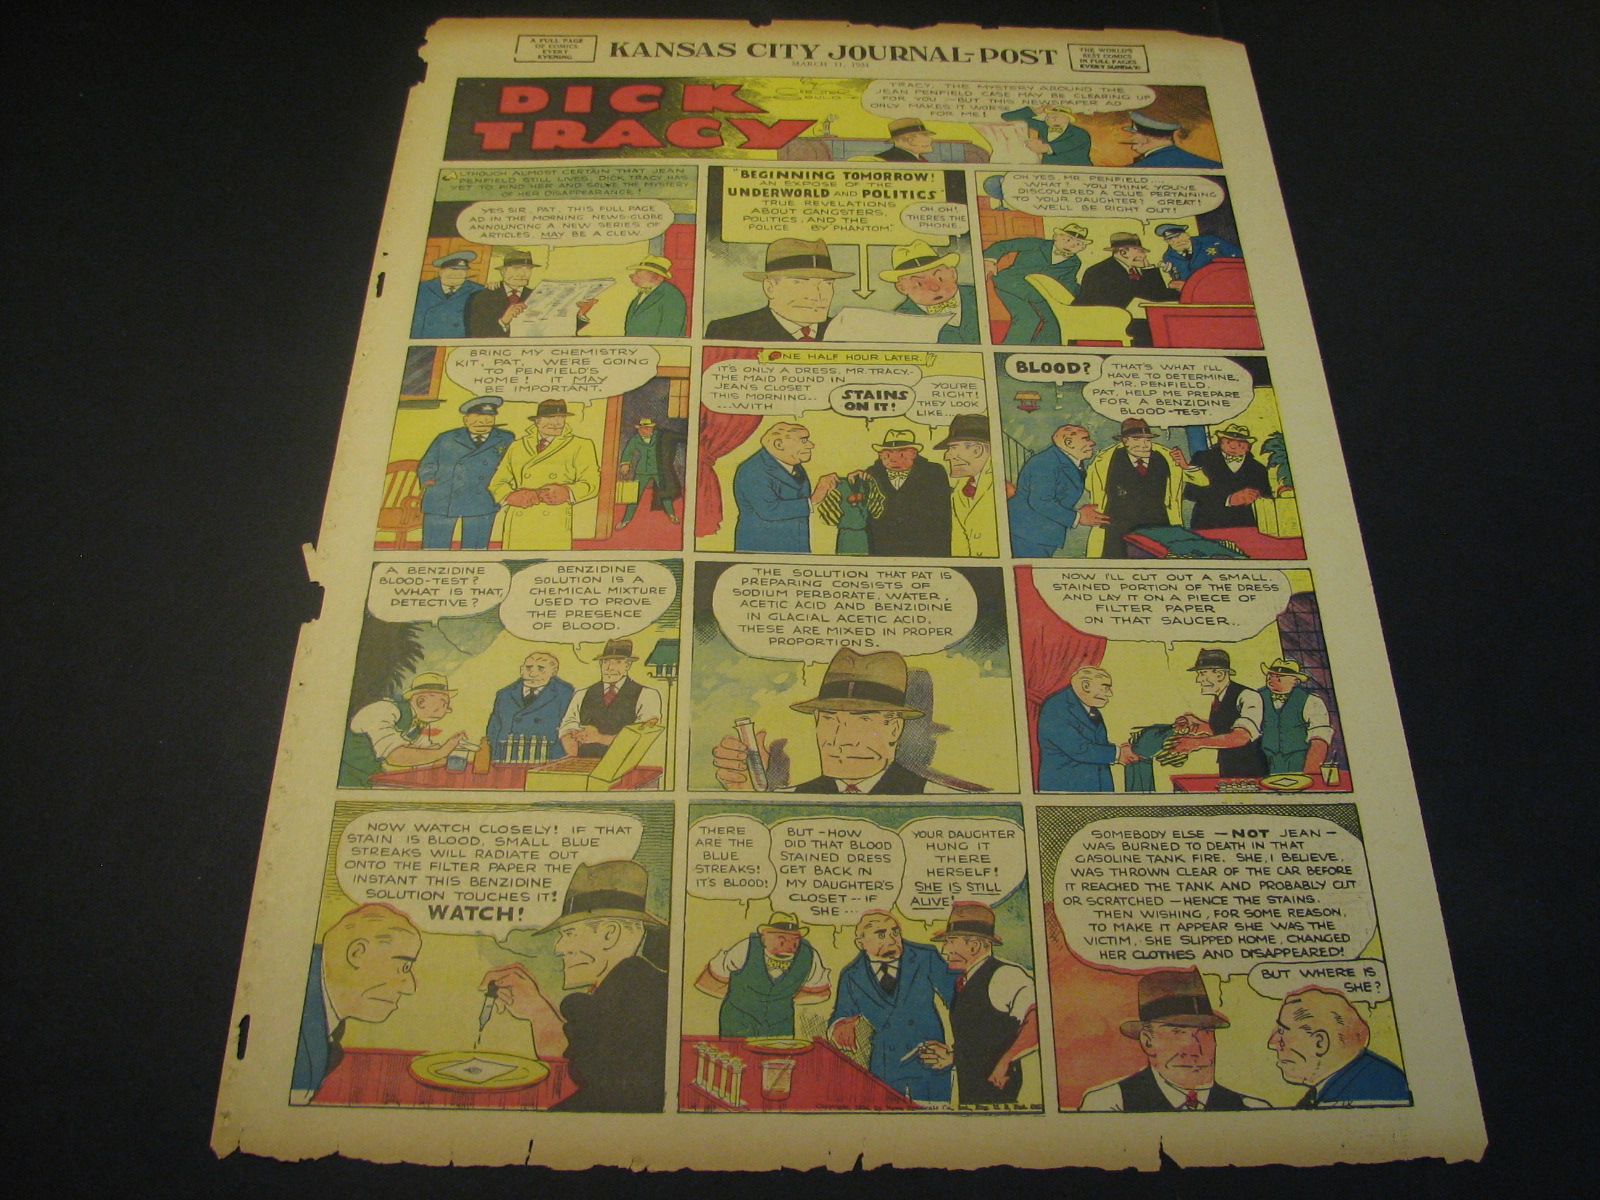 A FULL PAGE
OF COMICS
EVERY
EVENING
KANSAS CITY JOURNAL-POST
MARCH 11, 1934
THE WORLD'S
BEST COMICS
IN FULL PAGES
EVERY SUNDAY
DICK
TRACY
CHESTER
GOULD
TRACY, THE MYSTERY AROUND THE
JEAN PENFIELD CASE MAY BE CLEARING UP
FOR YOU — BUT THIS NEWSPAPER AD
ONLY MAKES IT WORSE
FOR ME!
ALTHOUGH ALMOST CERTAIN THAT JEAN
PENFIELD STILL LIVES, DICK TRACY HAS
YET TO FIND HER AND SOLVE THE MYSTERY
OF HER DISAPPEARANCE!
YES SIR, PAT, THIS FULL PAGE
AD IN THE MORNING NEWS-GLOBE
ANNOUNCING A NEW SERIES OF
ARTICLES, MAY BE A CLEW.
"BEGINNING TOMORROW!
AN EXPOSE OF THE
UNDERWORLD AND POLITICS"
TRUE REVELATIONS
ABOUT GANGSTERS,
POLITICS, AND THE
POLICE BY PHANTOM."
OH OH!
THERE'S THE
PHONE.
OH YES MR. PENFIELD...
WHAT? YOU THINK YOU'VE
DISCOVERED A CLUE PERTAINING
TO YOUR DAUGHTER? GREAT!
WE'LL BE RIGHT OUT!
BRING MY CHEMISTRY
KIT, PAT. WE'RE GOING
TO PENFIELD'S
HOME! IT MAY
BE IMPORTANT.
ONE HALF HOUR LATER.
IT'S ONLY A DRESS, MR. TRACY.-
THE MAID FOUND IN
JEAN'S CLOSET
THIS MORNING...
...WITH
STAINS
ON IT!
YOU'RE
RIGHT!
THEY LOOK
LIKE...
BLOOD?
THAT'S WHAT I'LL
HAVE TO DETERMINE,
MR. PENFIELD.
PAT, HELP ME PREPARE
FOR A BENZIDINE
BLOOD-TEST.
A BENZIDINE
BLOOD-TEST?
WHAT IS THAT,
DETECTIVE?
BENZIDINE
SOLUTION IS A
CHEMICAL MIXTURE
USED TO PROVE
THE PRESENCE
OF BLOOD.
THE SOLUTION THAT PAT IS
PREPARING CONSISTS OF
SODIUM PERBORATE, WATER,
ACETIC ACID AND BENZIDINE
IN GLACIAL ACETIC ACID.
THESE ARE MIXED IN PROPER
PROPORTIONS.
NOW I'LL CUT OUT A SMALL,
STAINED PORTION OF THE DRESS
AND LAY IT ON A PIECE OF
FILTER PAPER
ON THAT SAUCER...
NOW WATCH CLOSELY! IF THAT
STAIN IS BLOOD, SMALL BLUE
STREAKS WILL RADIATE OUT
ONTO THE FILTER PAPER THE
INSTANT THIS BENZIDINE
SOLUTION TOUCHES IT!
WATCH!
THERE
ARE THE
BLUE
STREAKS!
IT'S BLOOD!
BUT - HOW
DID THAT BLOOD
STAINED DRESS
GET BACK IN
MY DAUGHTER'S
CLOSET -- IF
SHE ---
YOUR DAUGHTER
HUNG IT
THERE
HERSELF!
SHE IS STILL
ALIVE!
SOMEBODY ELSE — NOT JEAN —
WAS BURNED TO DEATH IN THAT
GASOLINE TANK FIRE. SHE, I BELIEVE,
WAS THROWN CLEAR OF THE CAR BEFORE
IT REACHED THE TANK AND PROBABLY CUT
OR SCRATCHED — HENCE THE STAINS.
THEN WISHING, FOR SOME REASON,
TO MAKE IT APPEAR SHE WAS THE
VICTIM, SHE SLIPPED HOME, CHANGED
HER CLOTHES AND DISAPPEARED!
BUT WHERE IS
SHE?